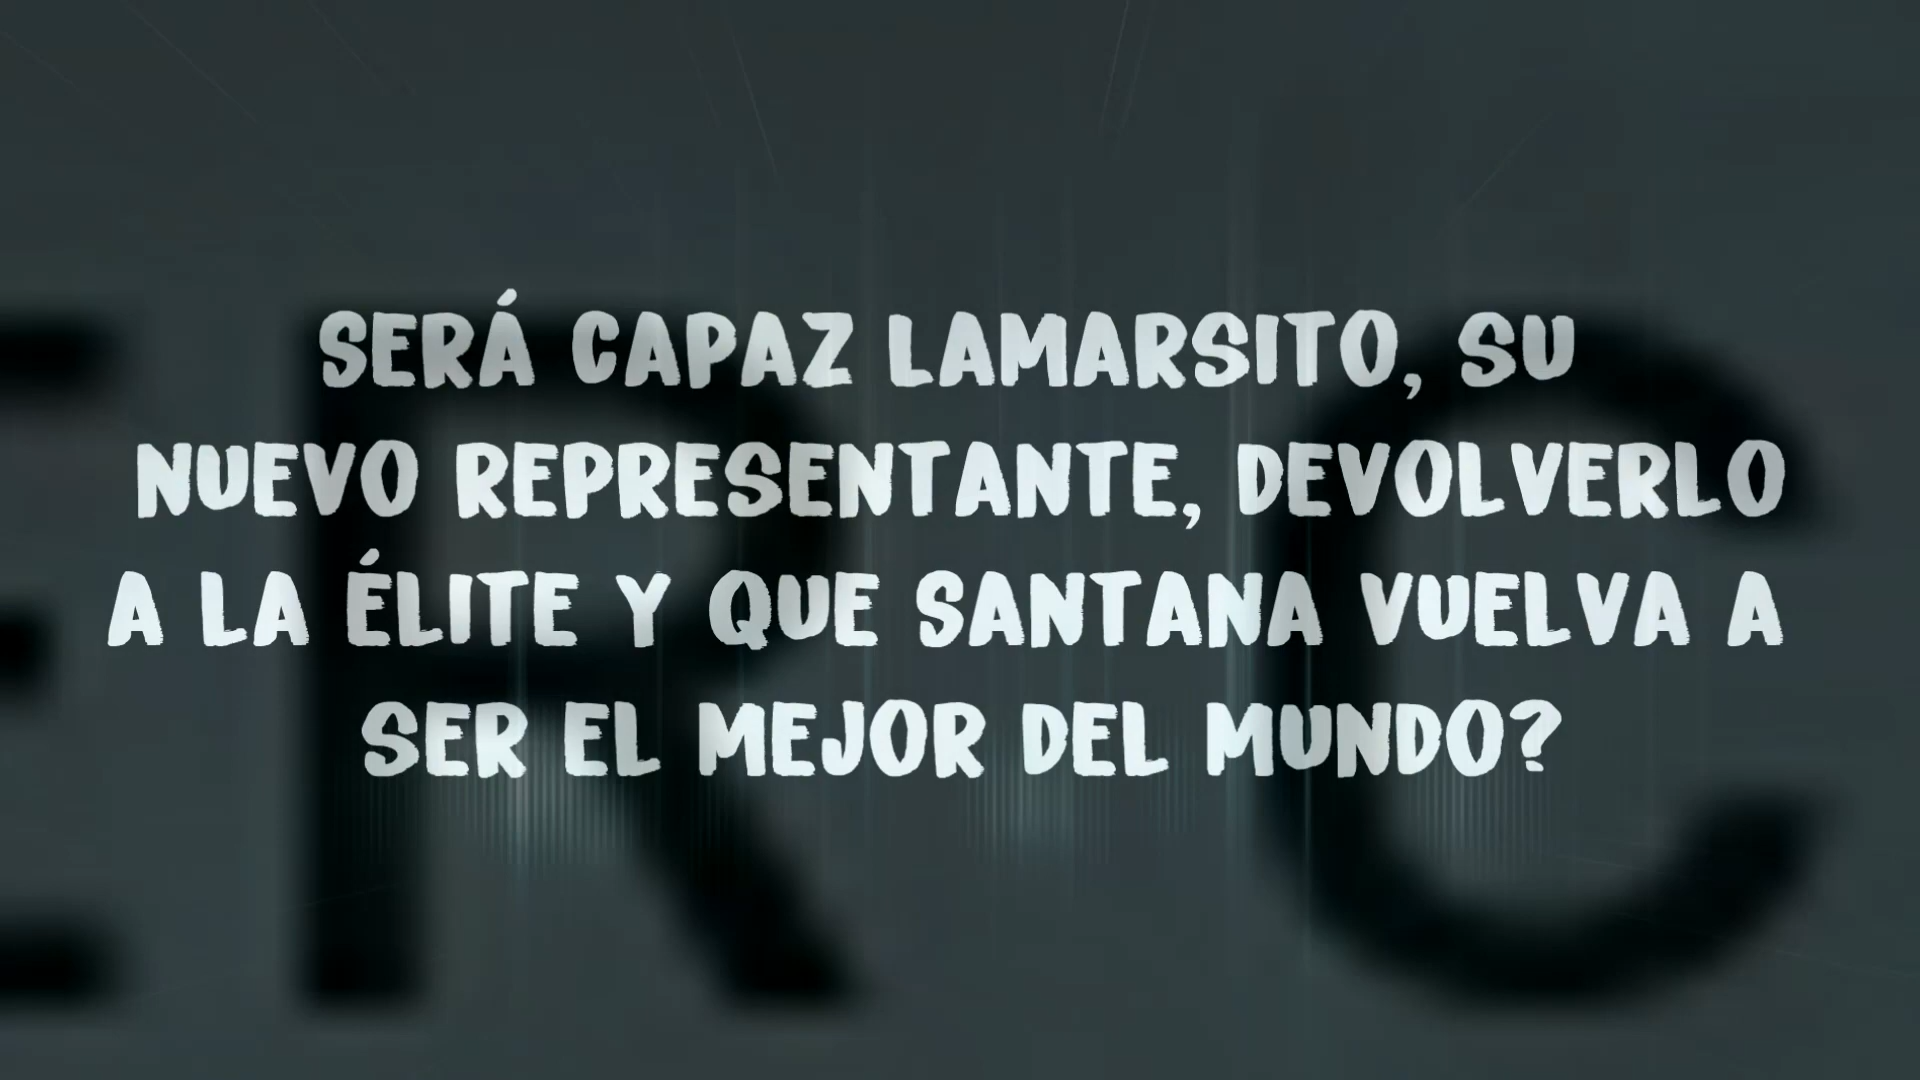 SERÁ CAPAZ LAMARSITO, SU
NUEVO REPRESENTANTE, DEVOLVERLO
A LA ÉLITE Y QUE SANTANA VUELVA A
SER EL MEJOR DEL MUNDO?